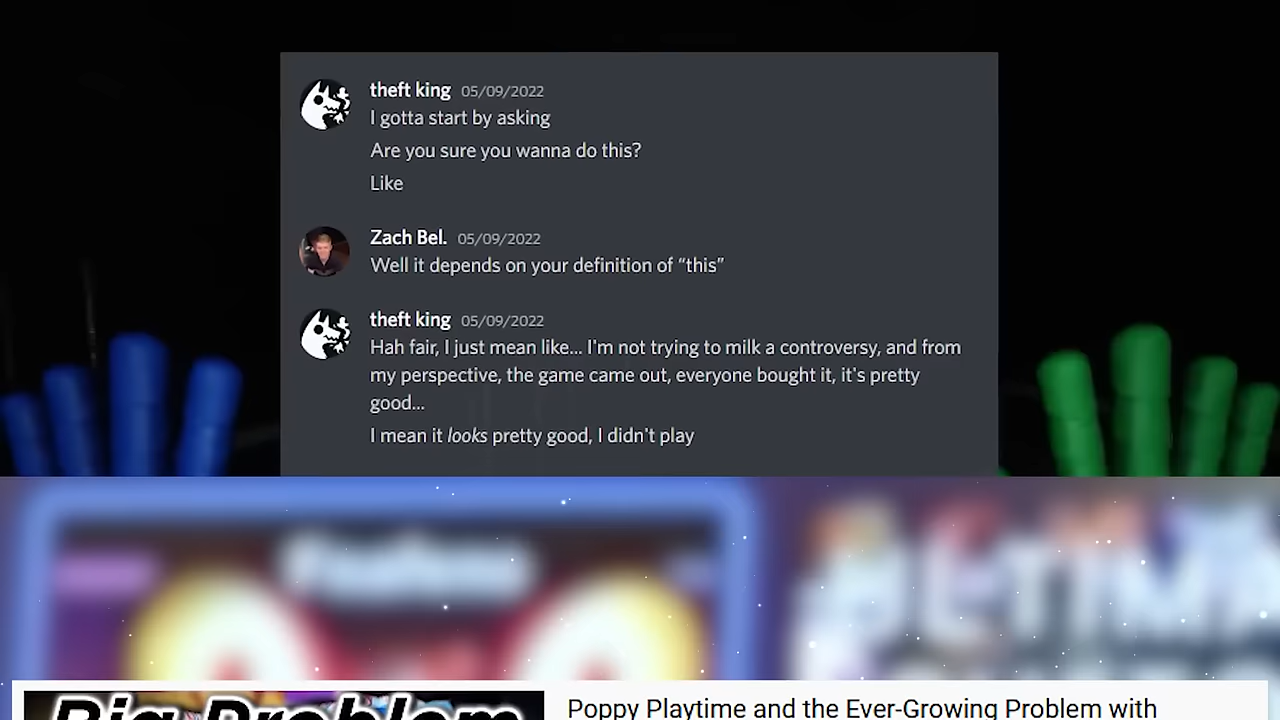 theft king 05/09/2022
I gotta start by asking
Are you sure you wanna do this?
Like
Zach Bel. 05/09/2022
Well it depends on your definition of “this”
theft king 05/09/2022
Hah fair, I just mean like... I'm not trying to milk a controversy, and from
my perspective, the game came out, everyone bought it, it's pretty
good...
I mean it looks pretty good, I didn't play
Big Problem
Poppy Playtime and the Ever-Growing Problem with